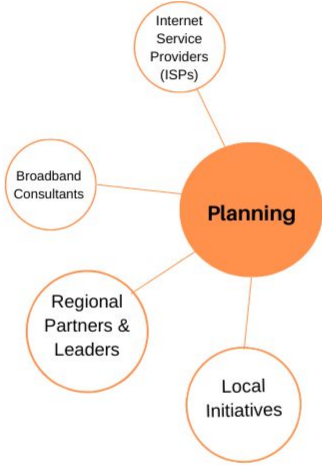 Internet
Service
Providers
(ISPs)
Broadband
Consultants
Planning
Regional
Partners &
Leaders
Local
Initiatives